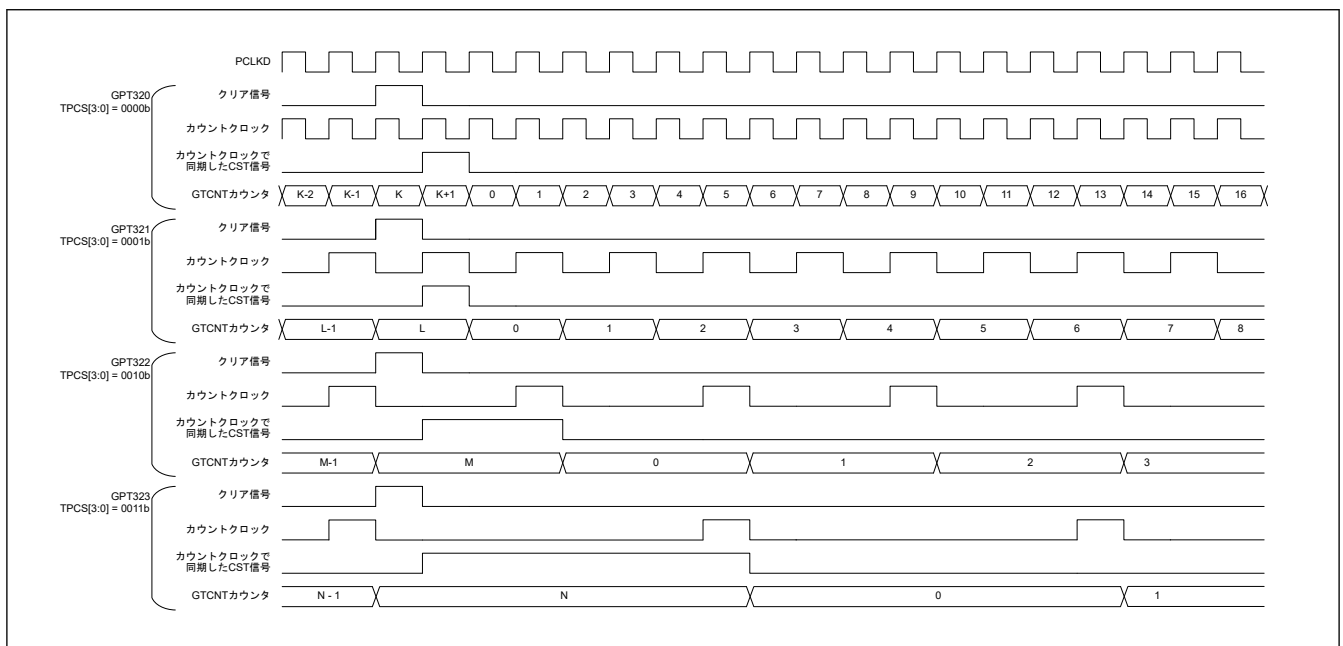 PCLKD
GPT320
TPCS[3:0] = 0000b
クリア信号
カウントクロック
カウントクロックで
同期したCST信号
GTCNTカウンタ K-2 K-1 K K+1 0 1 2 3 4 5 6 7 8 9 10 11 12 13 14 15 16
GPT321
TPCS[3:0] = 0001b
クリア信号
カウントクロック
カウントクロックで
同期したCST信号
GTCNTカウンタ L-1 L 0 1 2 3 4 5 6 7 8
GPT322
TPCS[3:0] = 0010b
クリア信号
カウントクロック
カウントクロックで
同期したCST信号
GTCNTカウンタ M-1 M 0 1 2 3
GPT323
TPCS[3:0] = 0011b
クリア信号
カウントクロック
カウントクロックで
同期したCST信号
GTCNTカウンタ N - 1 N 0 1